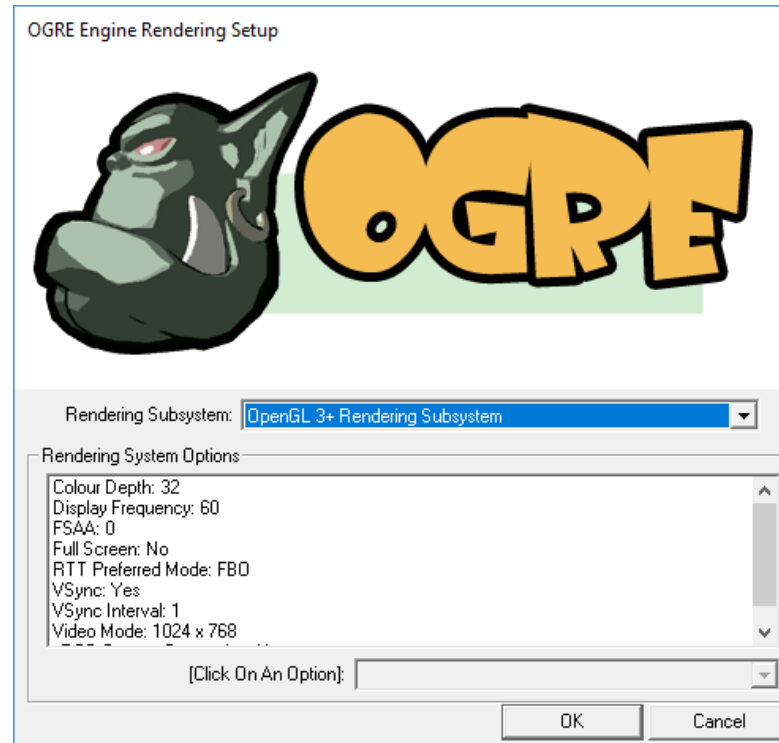 OGRE Engine Rendering Setup
OGRE
Rendering Subsystem: OpenGL 3+ Rendering Subsystem
Rendering System Options
Colour Depth: 32
Display Frequency: 60
FSAA: 0
Full Screen: No
RTT Preferred Mode: FBO
VSync: Yes
VSync Interval: 1
Video Mode: 1024 x 768
[Click On An Option]:
OK Cancel